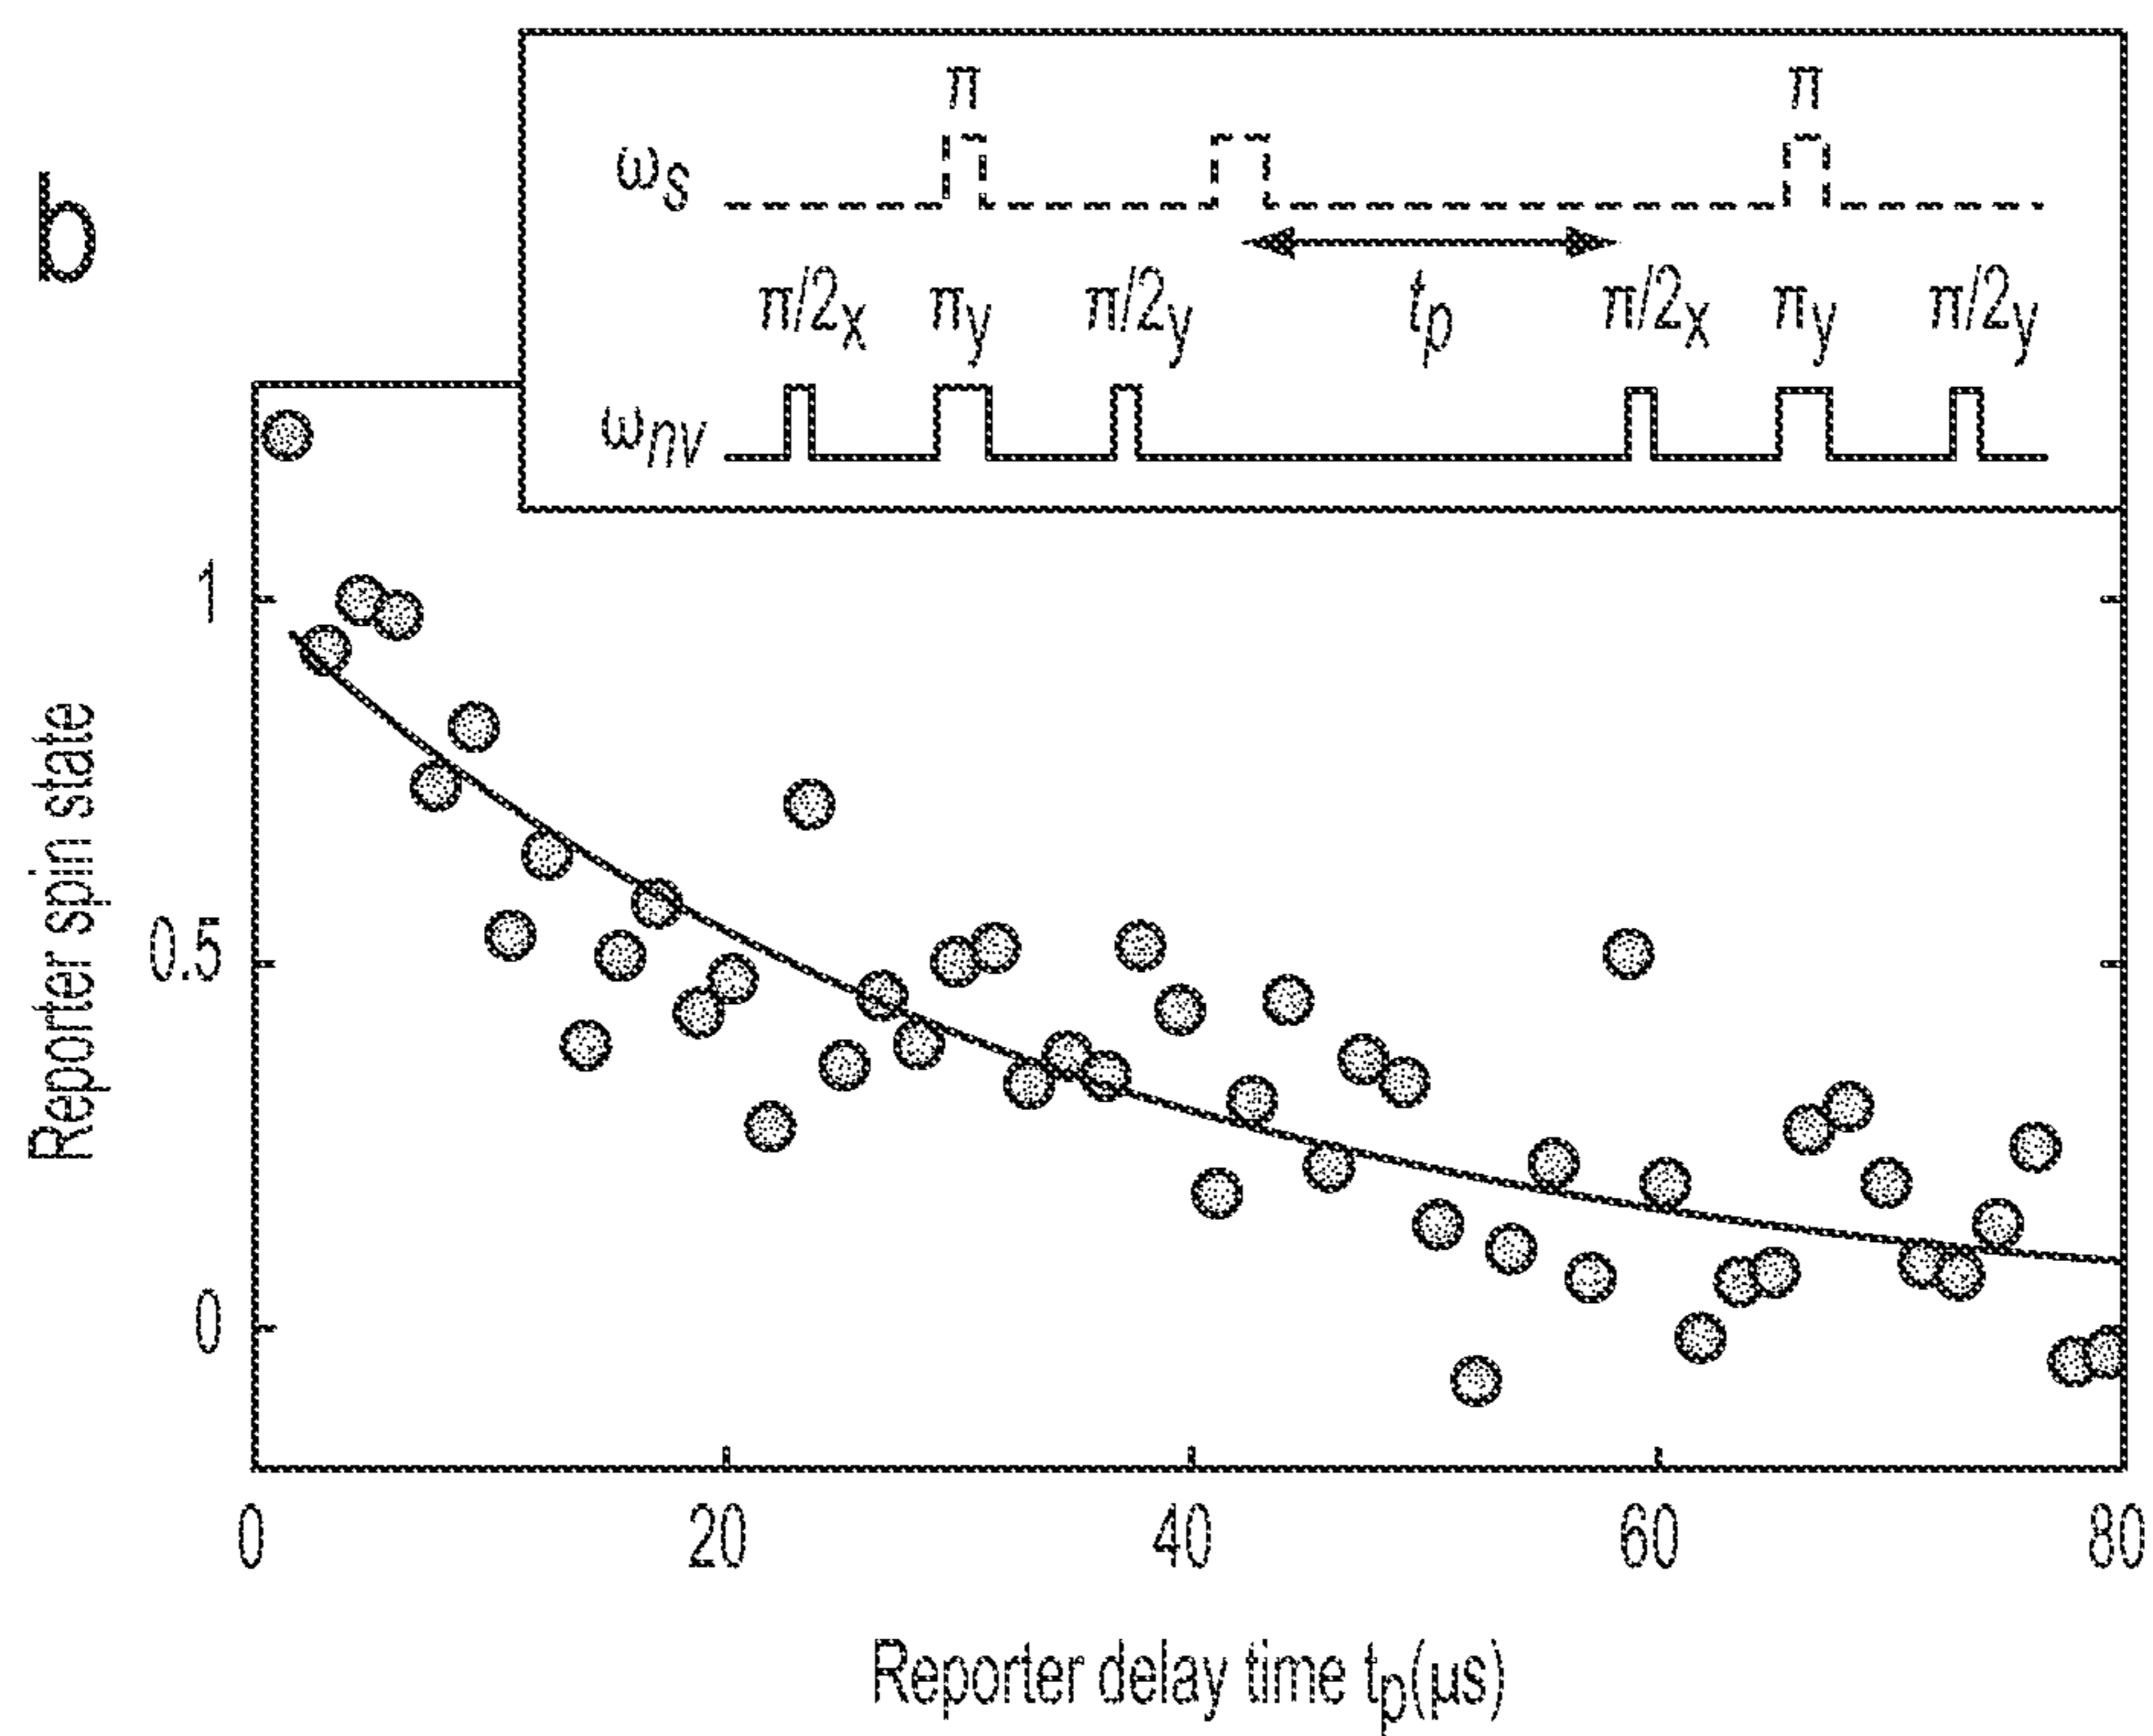 b
π π
ωs
tp
π/2x πy π/2y π/2x πy π/2y
ωnv
1
0.5
0
Reporter spin state
0 20 40 60 80
Reporter delay time tp(μs)